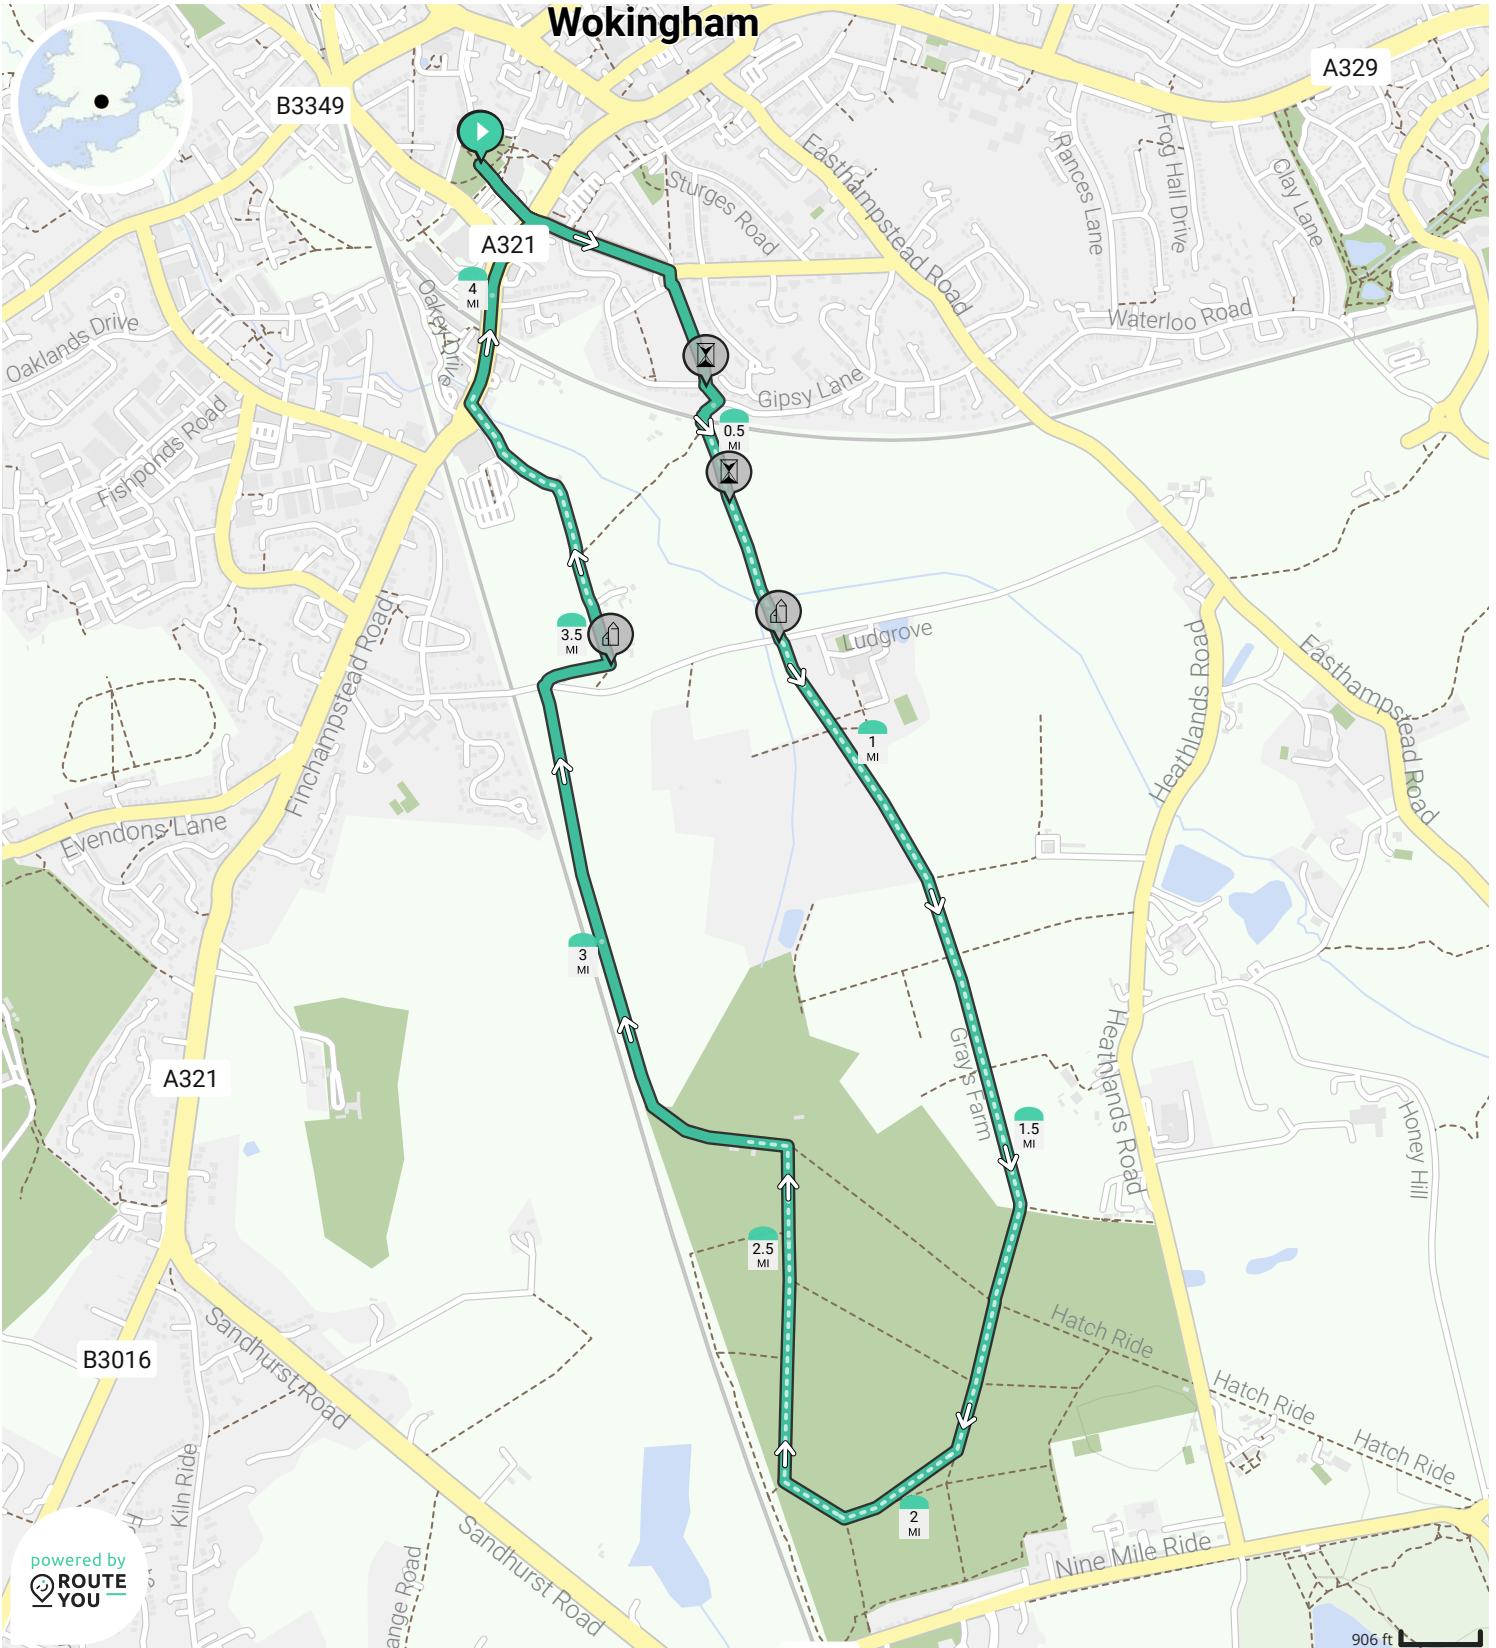 Wokingham
A329
B3349
Frog Hall Drive
Rances Lane
Easthampstead Road
Clay Lane
Sturges Road
A321
4
MI
Oakey Drive
Waterloo Road
Oaklands Drive
Gipsy Lane
Fishponds Road
0.5
MI
3.5
MI
Ludgrove
Heathlands Road
Easthampstead Road
Finchampstead Road
1
MI
Evendons Lane
3
MI
Gray's Farm
Heathlands Road
A321
1.5
MI
Honey Hill
2.5
MI
Hatch Ride
B3016
Sandhurst Road
Hatch Ride
Hatch Ride
Kiln Ride
2
MI
Sandhurst Road
Nine Mile Ride
ange Road
powered by
ROUTE
YOU
906 ft